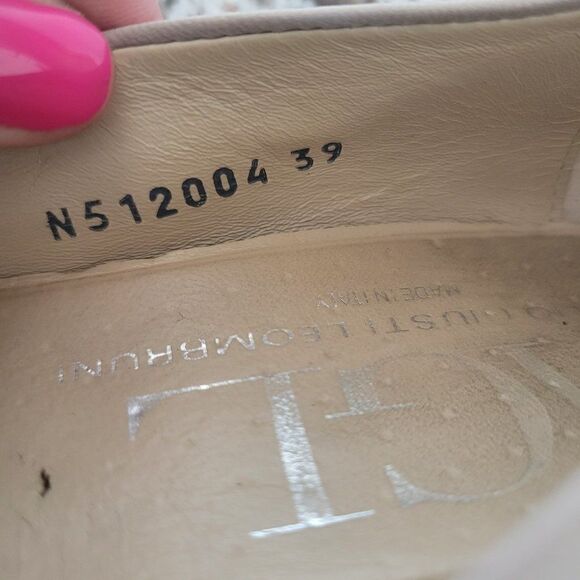 N512004 39
GIUSTI LEOMBRUNI
MADE IN ITALY
GL